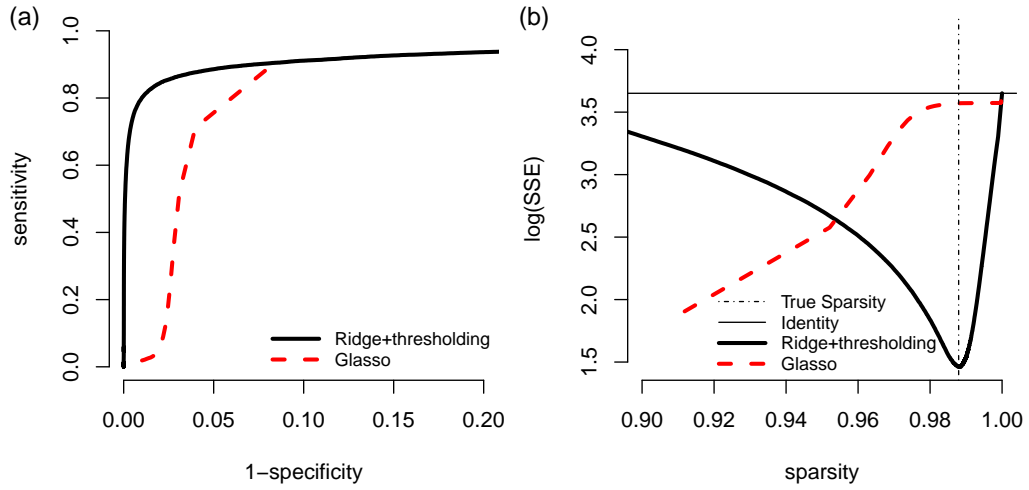 (a)
1.0
0.8
0.6
0.4
0.2
0.0
sensitivity
0.00 0.05 0.10 0.15 0.20
1−specificity
Ridge+thresholding
Glasso
(b)
4.0
3.5
3.0
2.5
2.0
1.5
log(SSE)
0.90 0.92 0.94 0.96 0.98 1.00
sparsity
True Sparsity
Identity
Ridge+thresholding
Glasso